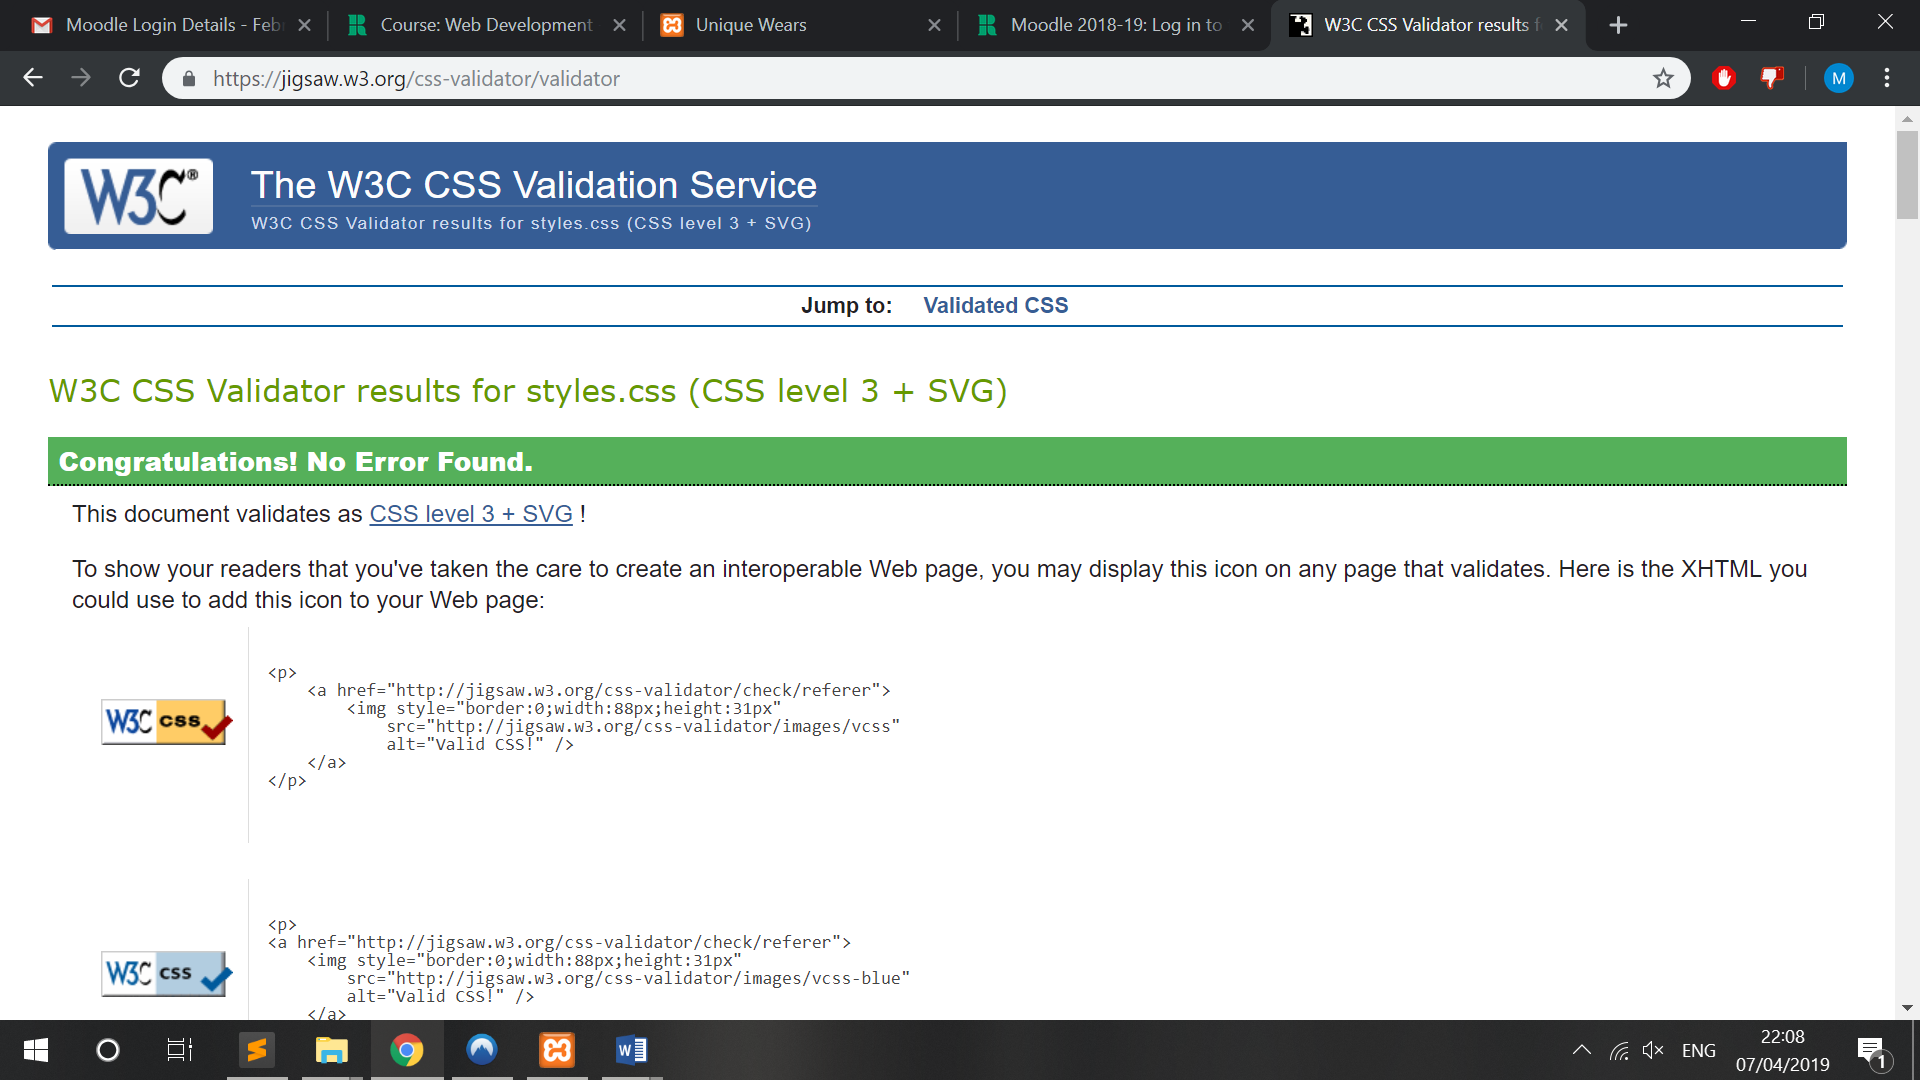 Moodle Login Details - Feb
Course: Web Development
Unique Wears
Moodle 2018-19: Log in to
W3C CSS Validator results f
https://jigsaw.w3.org/css-validator/validator
M
W3C®
The W3C CSS Validation Service
W3C CSS Validator results for styles.css (CSS level 3 + SVG)
Jump to: Validated CSS
W3C CSS Validator results for styles.css (CSS level 3 + SVG)
Congratulations! No Error Found.
This document validates as CSS level 3 + SVG !
To show your readers that you've taken the care to create an interoperable Web page, you may display this icon on any page that validates. Here is the XHTML you
could use to add this icon to your Web page:
W3C css
<p>
<a href="http://jigsaw.w3.org/css-validator/check/referer">
<img style="border:0;width:88px;height:31px"
src="http://jigsaw.w3.org/css-validator/images/vcss"
alt="Valid CSS!" />
</a>
</p>
W3C css
<p>
<a href="http://jigsaw.w3.org/css-validator/check/referer">
<img style="border:0;width:88px;height:31px"
src="http://jigsaw.w3.org/css-validator/images/vcss-blue"
alt="Valid CSS!" />
</a>
ENG
22:08
07/04/2019
1